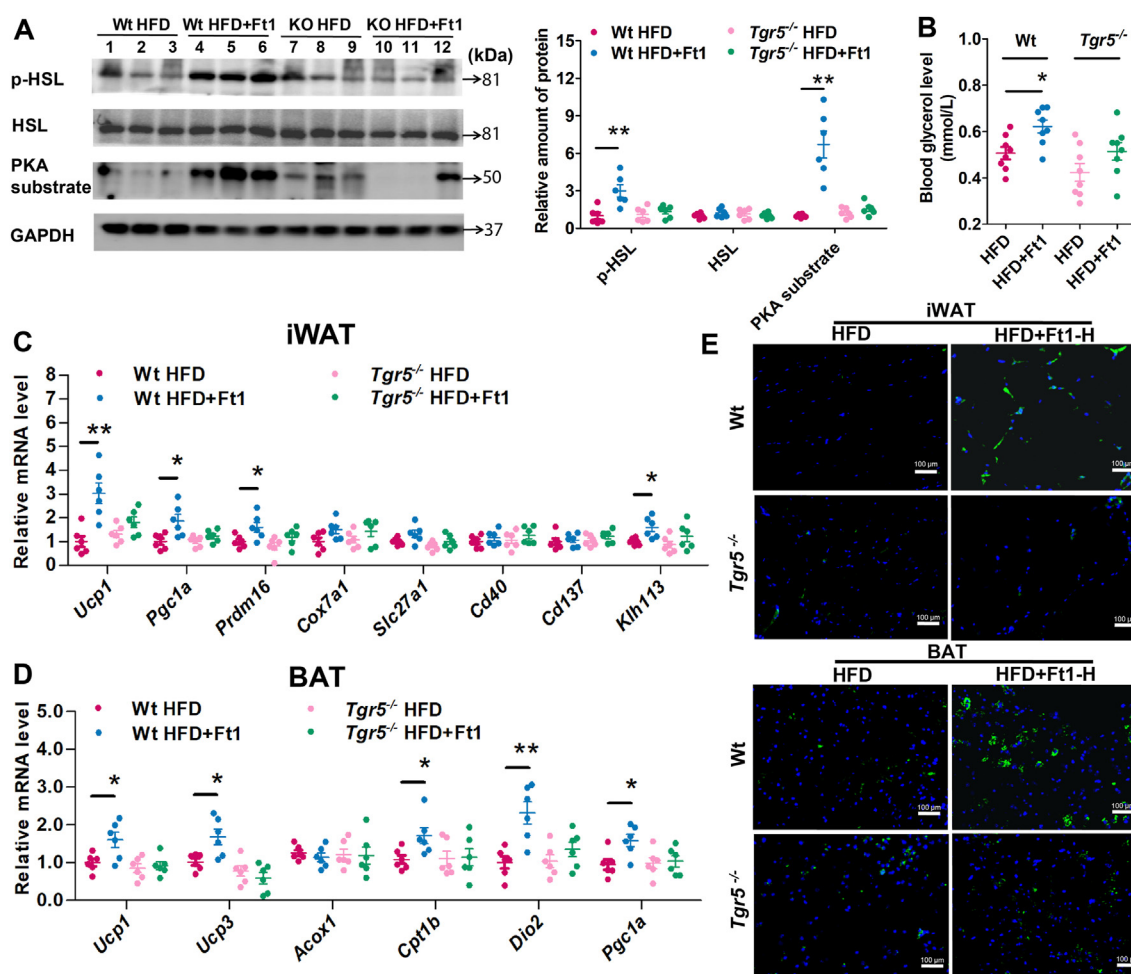 A
Wt HFD Wt HFD+Ft1 KO HFD KO HFD+Ft1
1 2 3 4 5 6 7 8 9 10 11 12 (kDa)
p-HSL
81
HSL
81
PKA
substrate
50
GAPDH
37
Wt HFD
Wt HFD+Ft1
Tgr5-/- HFD
Tgr5-/- HFD+Ft1
Relative amount of protein
15
12
9
6
3
0
**
**
p-HSL
HSL
PKA substrate
B
Wt Tgr5-/-
*
Blood glycerol level
(mmol/L)
1.0
0.8
0.6
0.4
0.2
HFD
HFD+Ft1
HFD
HFD+Ft1
C
iWAT
Wt HFD
Wt HFD+Ft1
Tgr5-/- HFD
Tgr5-/- HFD+Ft1
Relative mRNA level
8
7
6
5
4
3
2
1
0
**
*
*
*
Ucp1
Pgc1a
Prdm16
Cox7a1
Slc27a1
Cd40
Cd137
Klh113
D
BAT
Wt HFD
Wt HFD+Ft1
Tgr5-/- HFD
Tgr5-/- HFD+Ft1
Relative mRNA level
5.0
4.0
3.0
2.0
1.0
0.0
*
*
*
**
*
Ucp1
Ucp3
Acox1
Cpt1b
Dio2
Pgc1a
E
iWAT
HFD HFD+Ft1-H
Wt
100 μm
100 μm
Tgr5-/-
100 μm
100 μm
BAT
HFD HFD+Ft1-H
Wt
100 μm
100 μm
Tgr5-/-
100 μm
100 μm